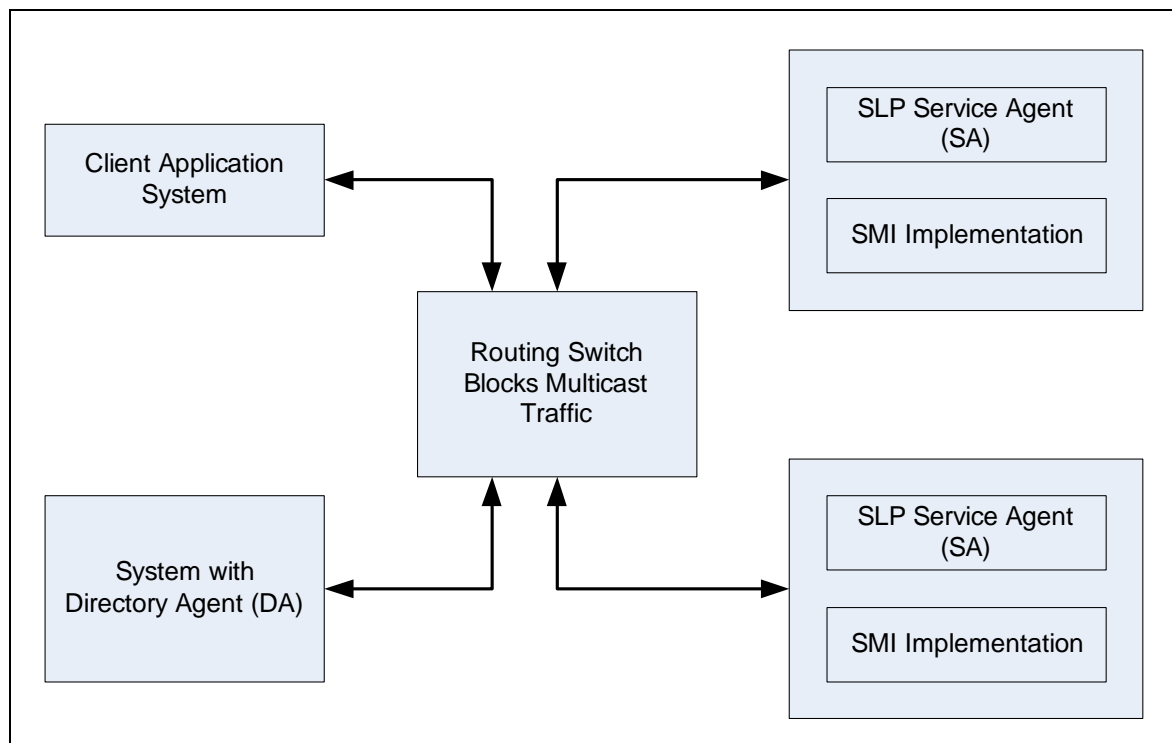 Client Application
System
SLP Service Agent
(SA)
SMI Implementation
Routing Switch
Blocks Multicast
Traffic
System with
Directory Agent (DA)
SLP Service Agent
(SA)
SMI Implementation